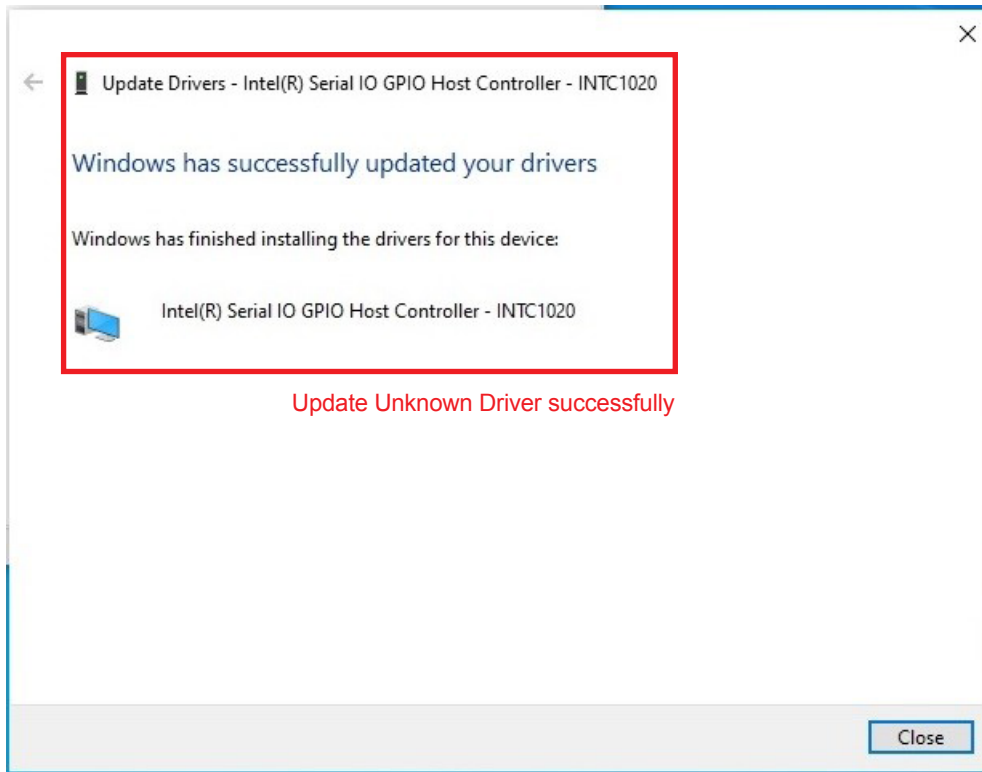 Update Drivers - Intel(R) Serial IO GPIO Host Controller - INTC1020
Windows has successfully updated your drivers
Windows has finished installing the drivers for this device:
Intel(R) Serial IO GPIO Host Controller - INTC1020
Update Unknown Driver successfully
Close